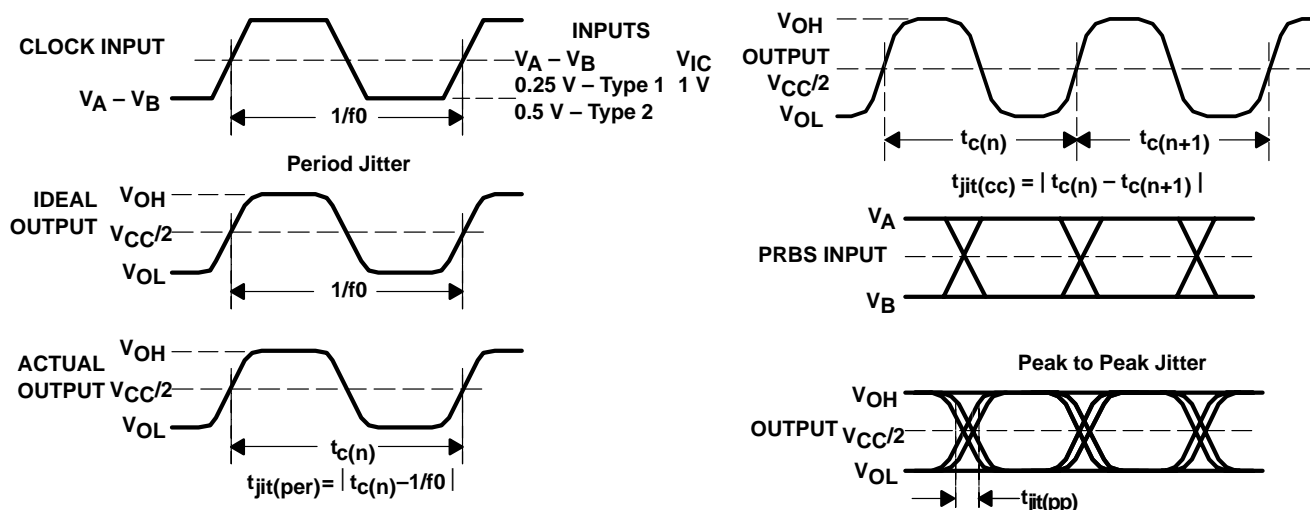 CLOCK INPUT
V_A – V_B
1/f0
INPUTS
V_A – V_B V_IC
0.25 V – Type 1 1 V
0.5 V – Type 2
Period Jitter
IDEAL
OUTPUT
V_OH
V_CC/2
V_OL
1/f0
ACTUAL
OUTPUT
V_OH
V_CC/2
V_OL
t_c(n)
t_jit(per) = | t_c(n) – 1/f0 |
V_OH
OUTPUT
V_CC/2
V_OL
t_c(n)
t_c(n+1)
t_jit(cc) = | t_c(n) – t_c(n+1) |
V_A
PRBS INPUT
V_B
Peak to Peak Jitter
V_OH
OUTPUT V_CC/2
V_OL
t_jit(pp)